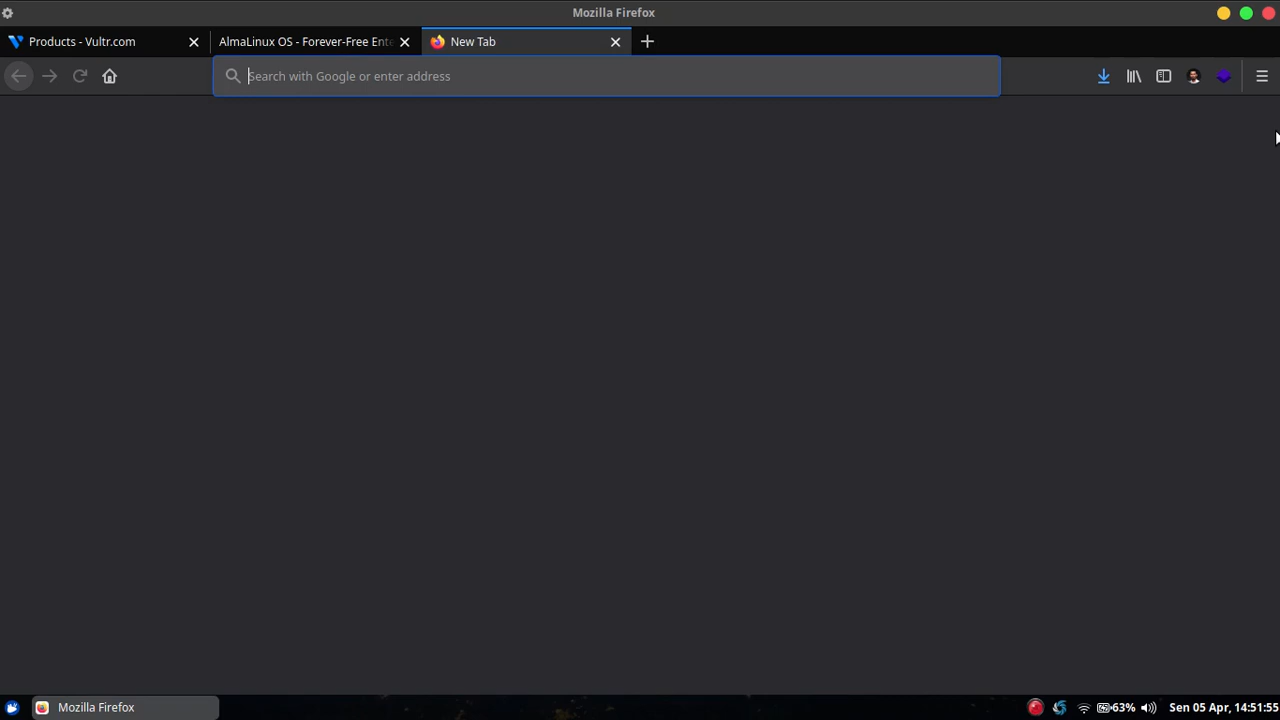 Mozilla Firefox
Products - Vultr.com
AlmaLinux OS - Forever-Free Ente
New Tab
Search with Google or enter address
Mozilla Firefox
63%
Sen 05 Apr, 14:51:55